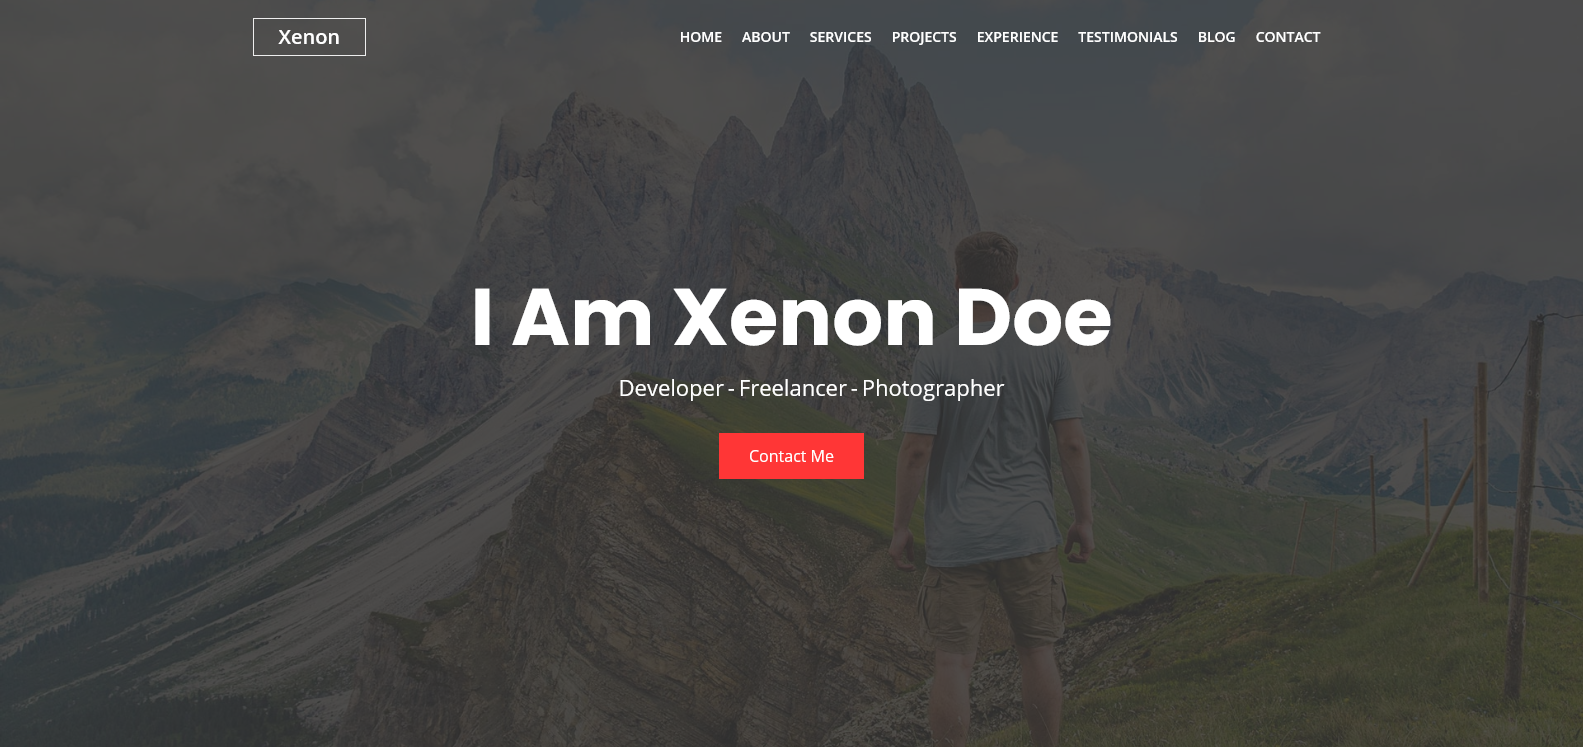 Xenon
HOME ABOUT SERVICES PROJECTS EXPERIENCE TESTIMONIALS BLOG CONTACT
I Am Xenon Doe
Developer - Freelancer - Photographer
Contact Me